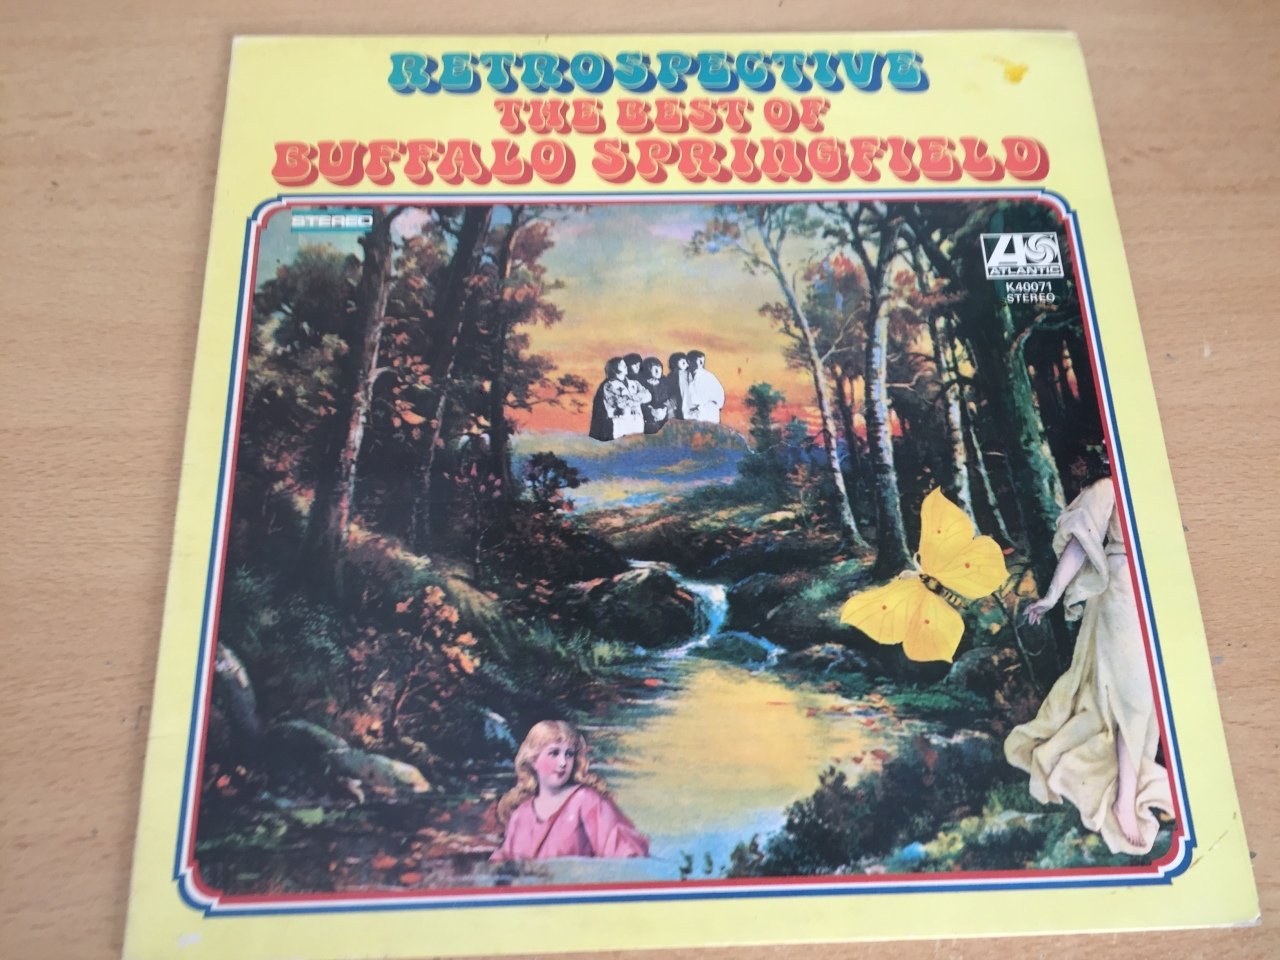 RETROSPECTIVE
THE BEST OF
BUFFALO SPRINGFIELD
STEREO
ATLANTIC
K40071
STEREO